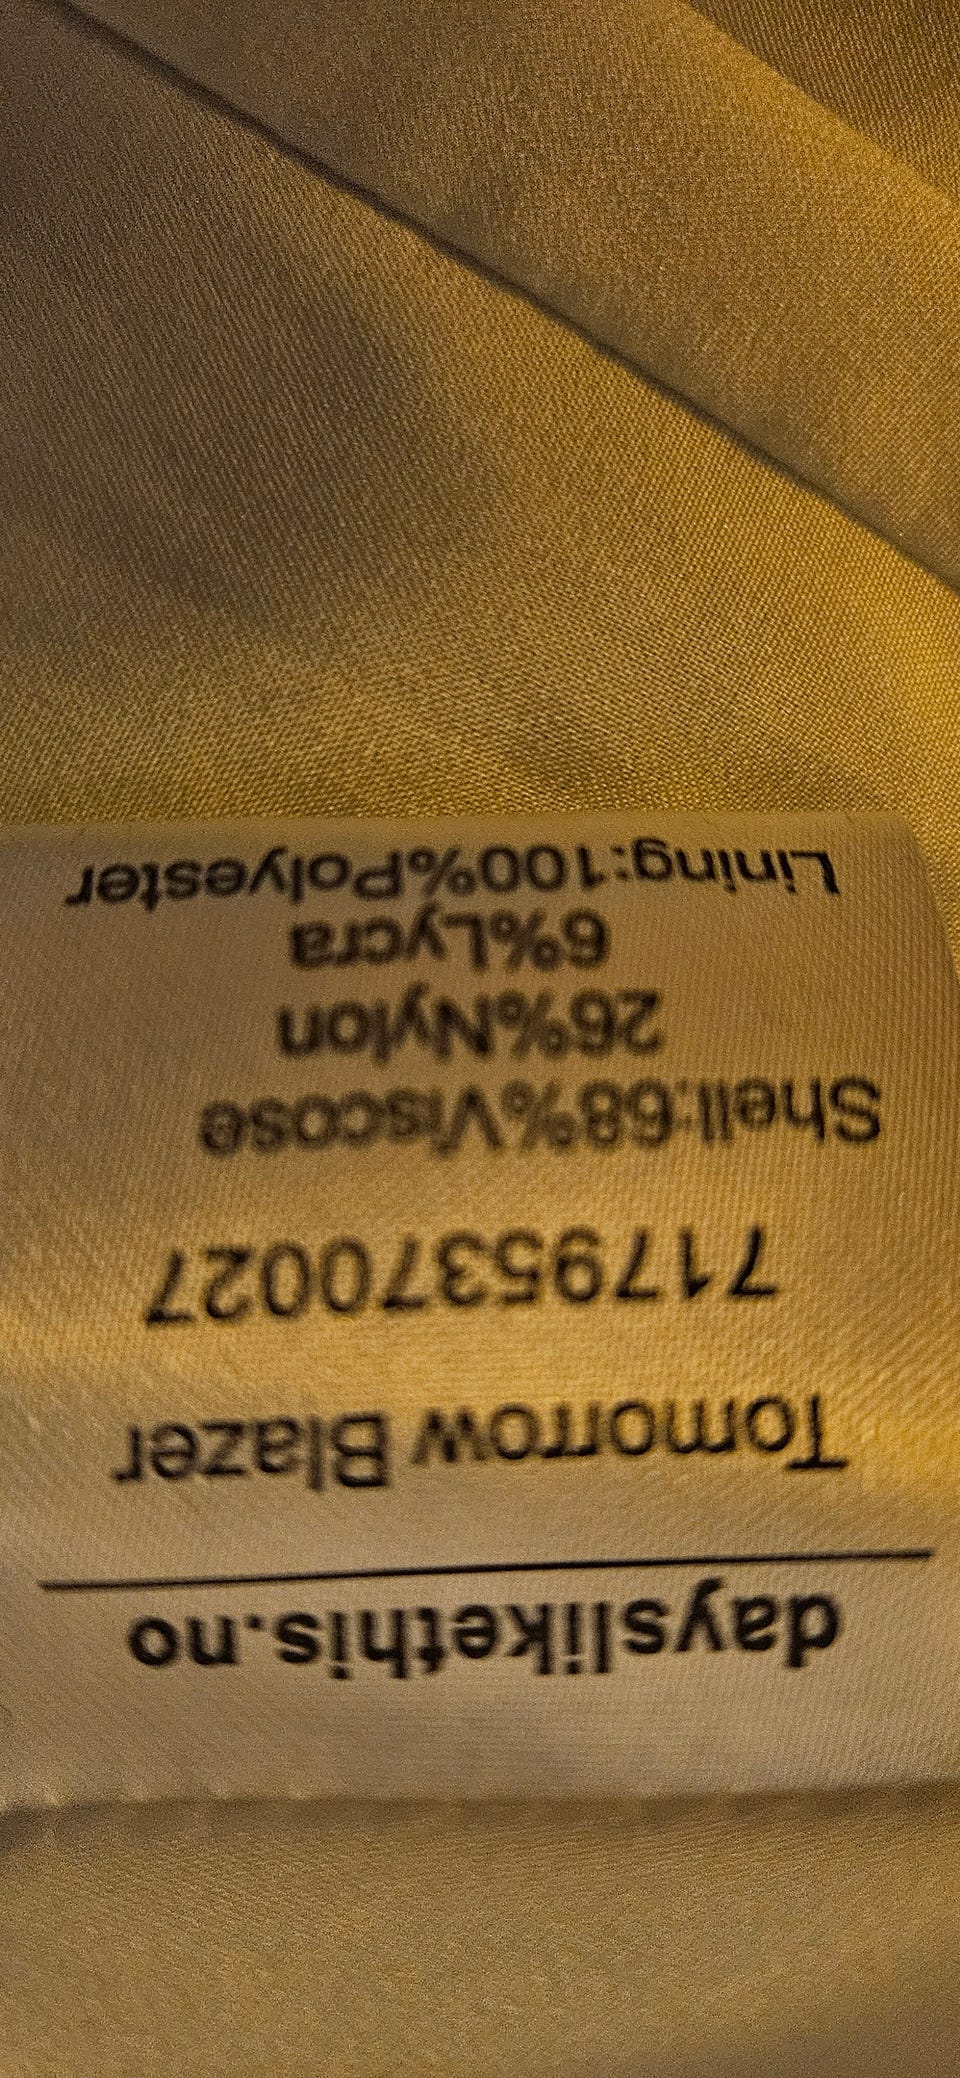 dayslikethis.no
Tomorrow Blazer
71795370027
Shell:68%Viscose
26%Nylon
6%Lycra
Lining:100%Polyester